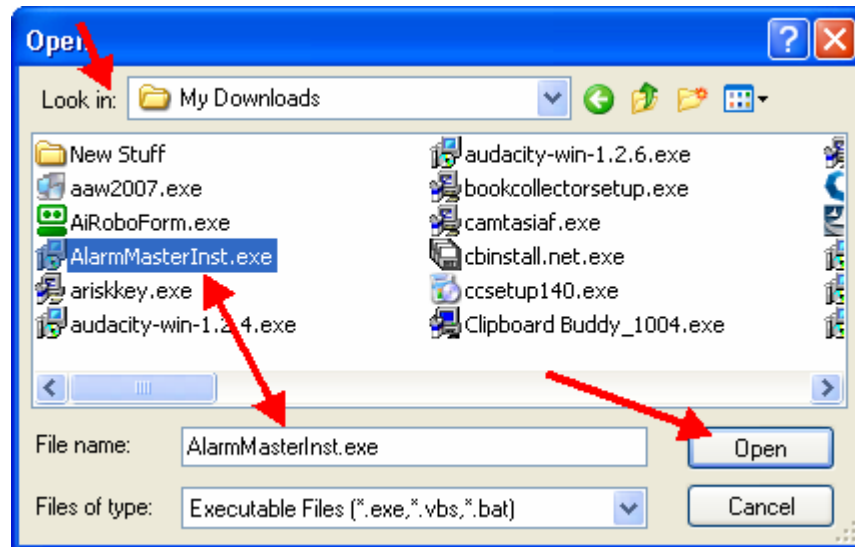 Open
Look in: My Downloads
New Stuff
aaw2007.exe
AiRoboForm.exe
AlarmMasterInst.exe
ariskkey.exe
audacity-win-1.2.4.exe
audacity-win-1.2.6.exe
bookcollectorsetup.exe
camtasiaf.exe
cbinstall.net.exe
ccsetup140.exe
Clipboard Buddy_1004.exe
File name: AlarmMasterInst.exe Open
Files of type: Executable Files (*.exe,*.vbs,*.bat) Cancel